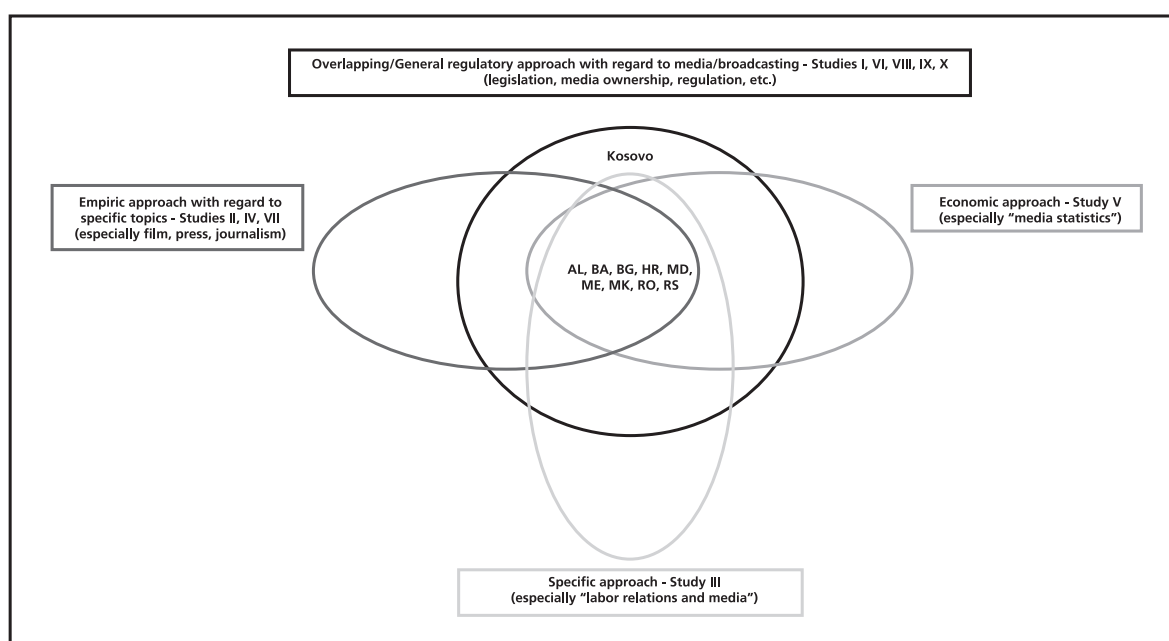 Overlapping/General regulatory approach with regard to media/broadcasting - Studies I, VI, VIII, IX, X
(legislation, media ownership, regulation, etc.)
Kosovo
Empiric approach with regard to
specific topics - Studies II, IV, VII
(especially film, press, journalism)
Economic approach - Study V
(especially “media statistics”)
AL, BA, BG, HR, MD,
ME, MK, RO, RS
Specific approach - Study III
(especially “labor relations and media”)